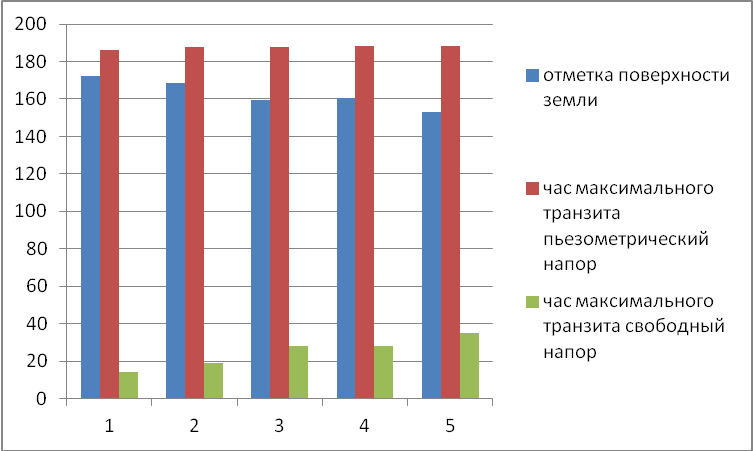 200
180
160
140
120
100
80
60
40
20
0
1 2 3 4 5
отметка поверхности
земли
час максимального
транзита
пьезометрический
напор
час максимального
транзита свободный
напор